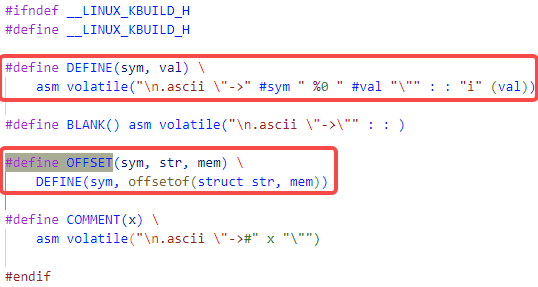 #ifndef __LINUX_KBUILD_H
#define __LINUX_KBUILD_H
#define DEFINE(sym, val) \
asm volatile("\n.ascii \"->" #sym " %0 " #val "\"" : : "i" (val))
#define BLANK() asm volatile("\n.ascii \"->\"" : : )
#define OFFSET(sym, str, mem) \
DEFINE(sym, offsetof(struct str, mem))
#define COMMENT(x) \
asm volatile("\n.ascii \"->#" x "\"")
#endif